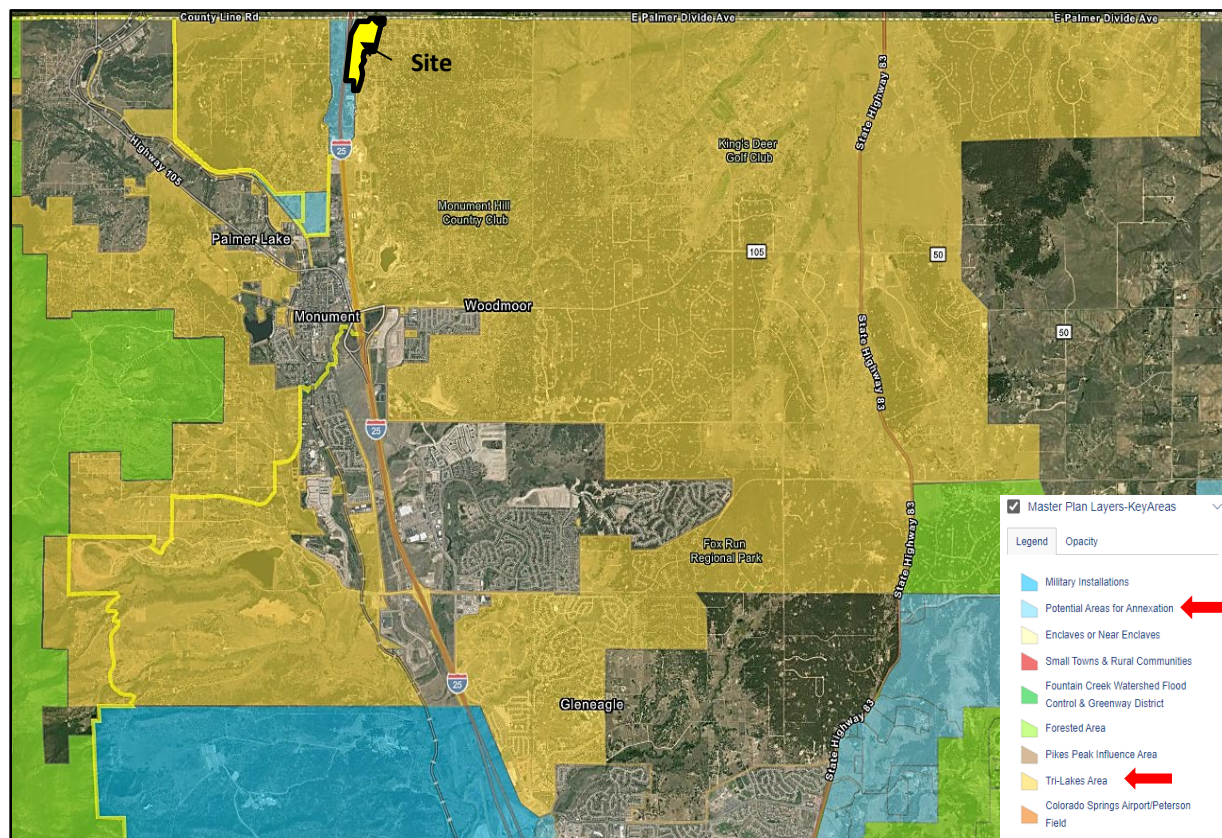 County Line Rd
E Palmer Divide Ave
E Palmer Divide Ave
Site
State Highway 83
Highway 105
25
King's Deer
Golf Club
Monument Hill
Country Club
Palmer Lake
105
50
Woodmoor
Monument
50
State Highway 83
25
Fox Run
Regional Park
State Highway 83
25
Gleneagle
State Highway 83
Master Plan Layers-KeyAreas
Legend
Opacity
Military Installations
Potential Areas for Annexation
Enclaves or Near Enclaves
Small Towns & Rural Communities
Fountain Creek Watershed Flood
Control & Greenway District
Forested Area
Pikes Peak Influence Area
Tri-Lakes Area
Colorado Springs Airport/Peterson
Field